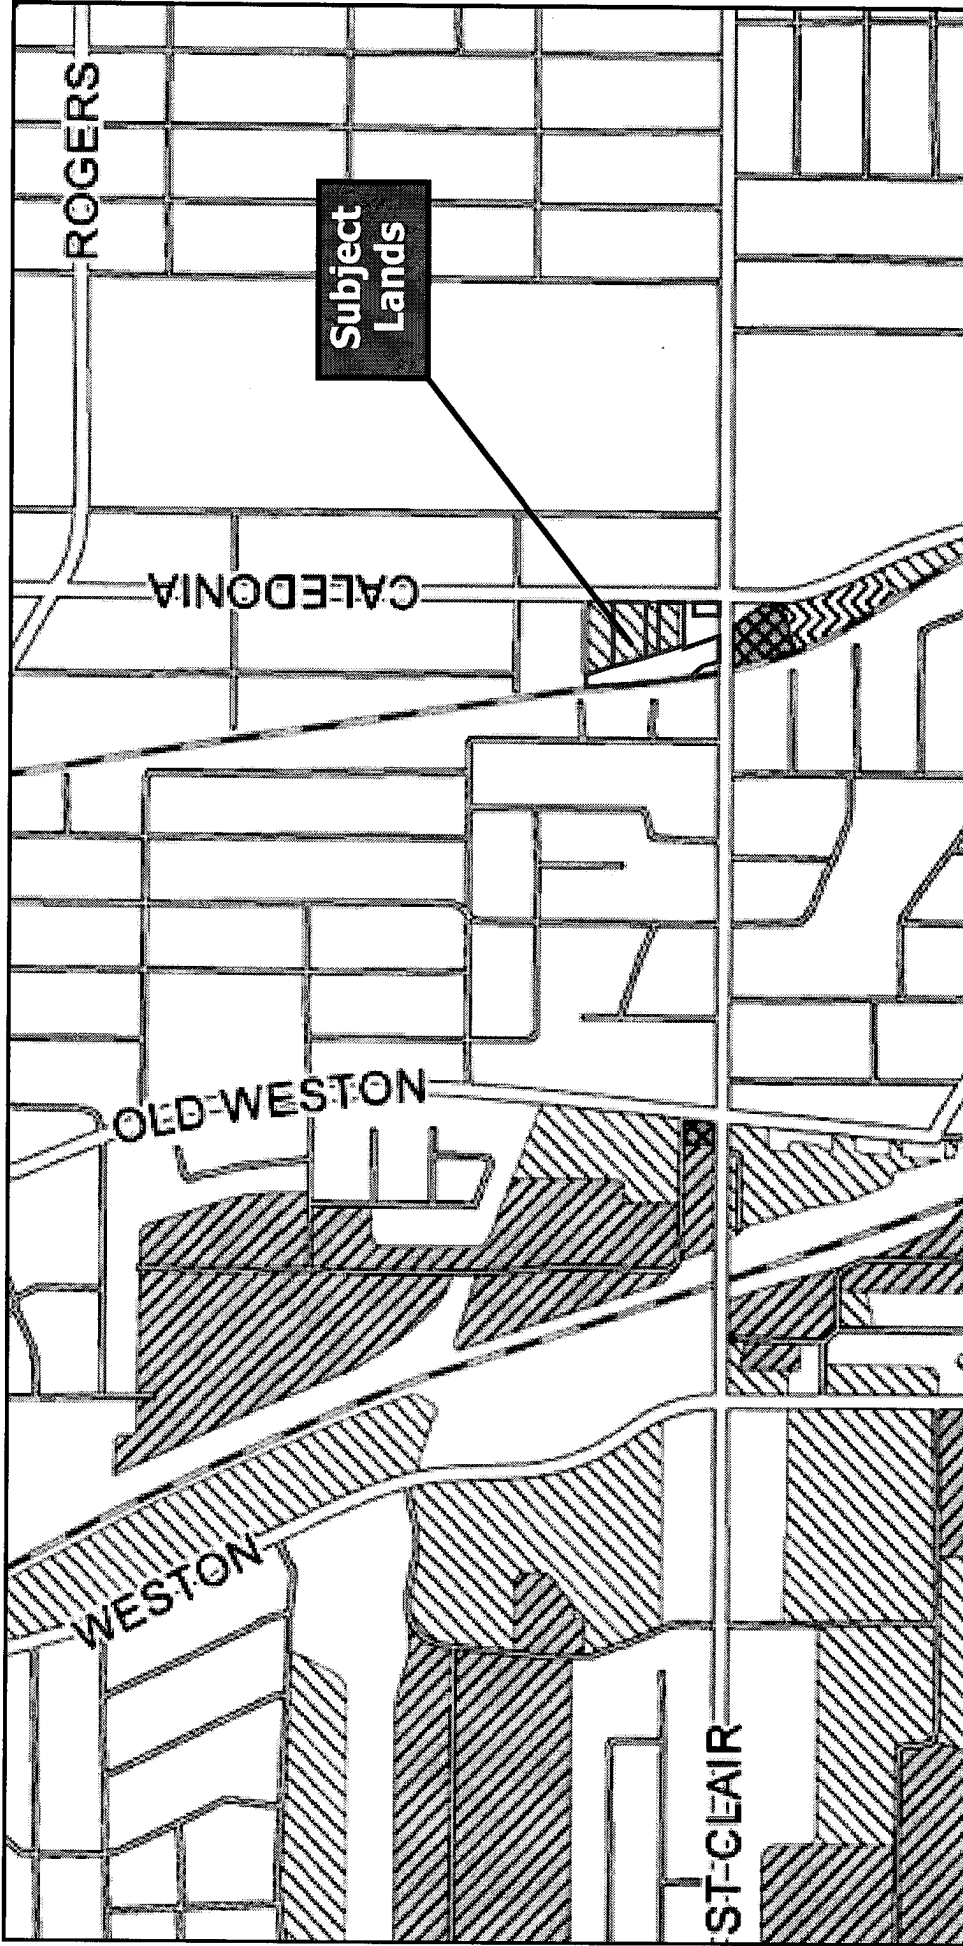 ROGERS
Subject
Lands
CALEDONIA
OLD WESTON
WESTON
ST CLAIR